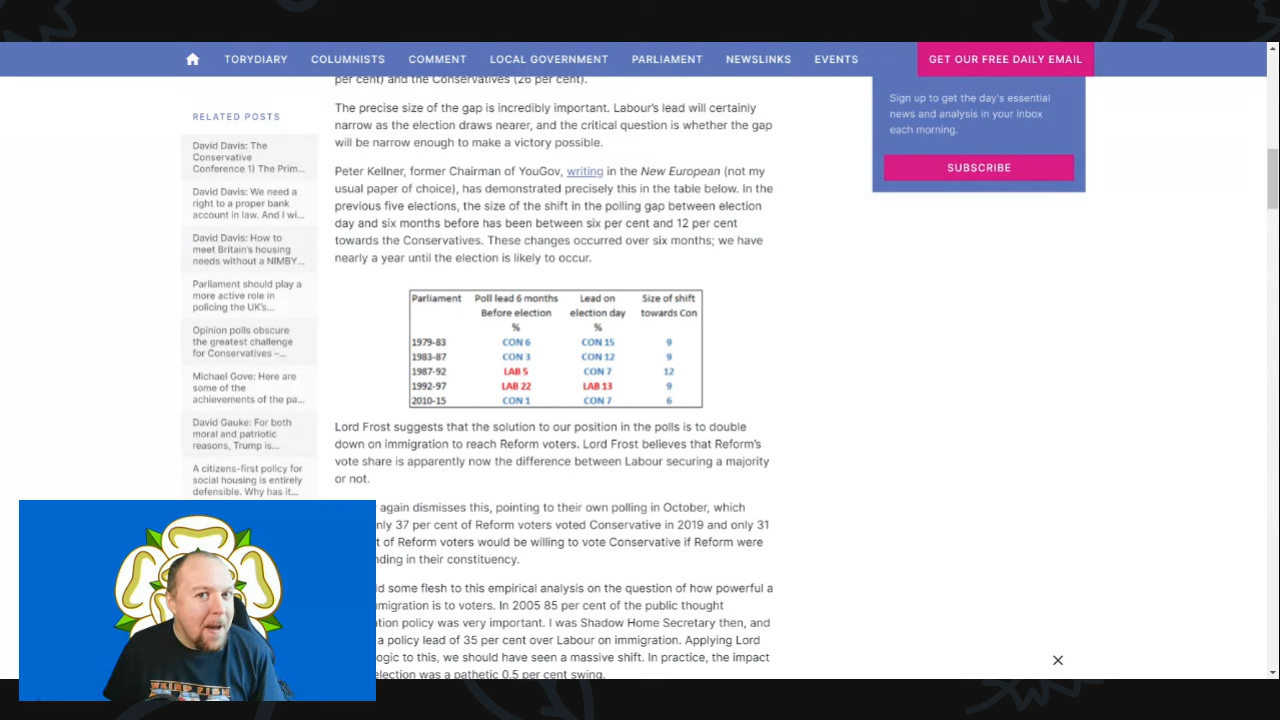 TORYDIARY COLUMNISTS COMMENT LOCAL GOVERNMENT PARLIAMENT NEWSLINKS EVENTS GET OUR FREE DAILY EMAIL
per cent) and the Conservatives (26 per cent).
Sign up to get the day's essential
news and analysis in your inbox
each morning.
SUBSCRIBE
RELATED POSTS
David Davis: The
Conservative
Conference 1) The Prim...
David Davis: We need a
right to a proper bank
account in law. And I wi...
David Davis: How to
meet Britain's housing
needs without a NIMBY...
Parliament should play a
more active role in
policing the UK's...
Opinion polls obscure
the greatest challenge
for Conservatives –...
Michael Gove: Here are
some of the
achievements of the pa...
David Gauke: For both
moral and patriotic
reasons, Trump is...
A citizens-first policy for
social housing is entirely
defensible. Why has it...
The precise size of the gap is incredibly important. Labour's lead will certainly
narrow as the election draws nearer, and the critical question is whether the gap
will be narrow enough to make a victory possible.
Peter Kellner, former Chairman of YouGov, writing in the New European (not my
usual paper of choice), has demonstrated precisely this in the table below. In the
previous five elections, the size of the shift in the polling gap between election
day and six months before has been between six per cent and 12 per cent
towards the Conservatives. These changes occurred over six months; we have
nearly a year until the election is likely to occur.
Parliament Poll lead 6 months Lead on Size of shift
Before election election day towards Con
% %
1979-83 CON 6 CON 15 9
1983-87 CON 3 CON 12 9
1987-92 LAB 5 CON 7 12
1992-97 LAB 22 LAB 13 9
2010-15 CON 1 CON 7 6
Lord Frost suggests that the solution to our position in the polls is to double
down on immigration to reach Reform voters. Lord Frost believes that Reform's
vote share is apparently now the difference between Labour securing a majority
or not.
again dismisses this, pointing to their own polling in October, which
nly 37 per cent of Reform voters voted Conservative in 2019 and only 31
t of Reform voters would be willing to vote Conservative if Reform were
nding in their constituency.
ld some flesh to this empirical analysis on the question of how powerful a
mmigration is to voters. In 2005 85 per cent of the public thought
ation policy was very important. I was Shadow Home Secretary then, and
a policy lead of 35 per cent over Labour on immigration. Applying Lord
ogic to this, we should have seen a massive shift. In practice, the impact
election was a pathetic 0.5 per cent swing.
WEIRD FISH